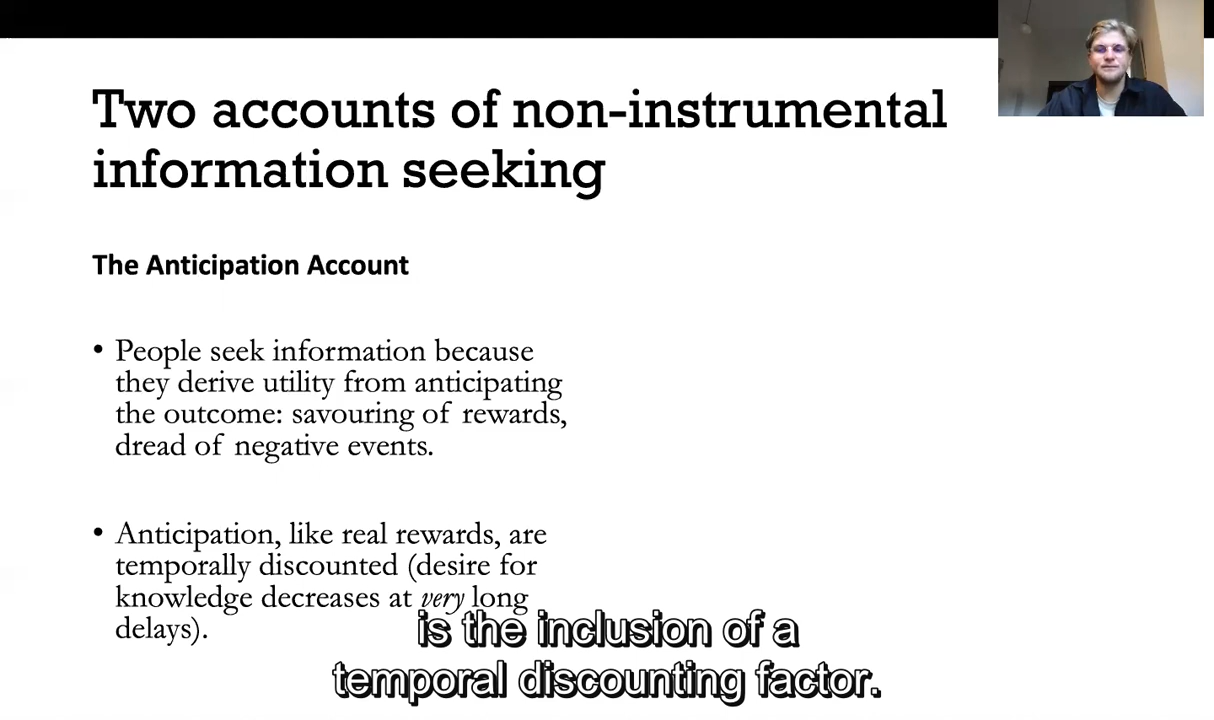 Two accounts of non-instrumental
information seeking
The Anticipation Account
• People seek information because
they derive utility from anticipating
the outcome: savouring of rewards,
dread of negative events.
• Anticipation, like real rewards, are
temporally discounted (desire for
knowledge decreases at very long
delays).
is the inclusion of a
temporal discounting factor.